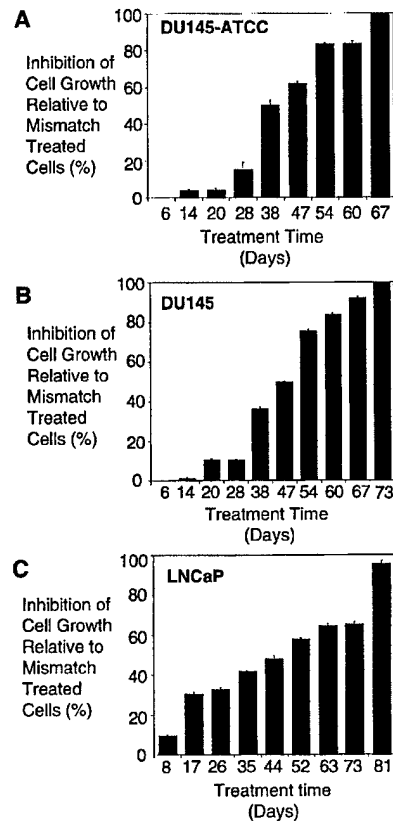 A
DU145-ATCC
Inhibition of
Cell Growth
Relative to
Mismatch
Treated
Cells (%)
100
80
60
40
20
0
6 14 20 28 38 47 54 60 67
Treatment Time
(Days)
B
DU145
Inhibition of
Cell Growth
Relative to
Mismatch
Treated
Cells (%)
100
80
60
40
20
0
6 14 20 28 38 47 54 60 67 73
Treatment Time
(Days)
C
LNCaP
Inhibition of
Cell Growth
Relative to
Mismatch
Treated
Cells (%)
100
80
60
40
20
0
8 17 26 35 44 52 63 73 81
Treatment time
(Days)